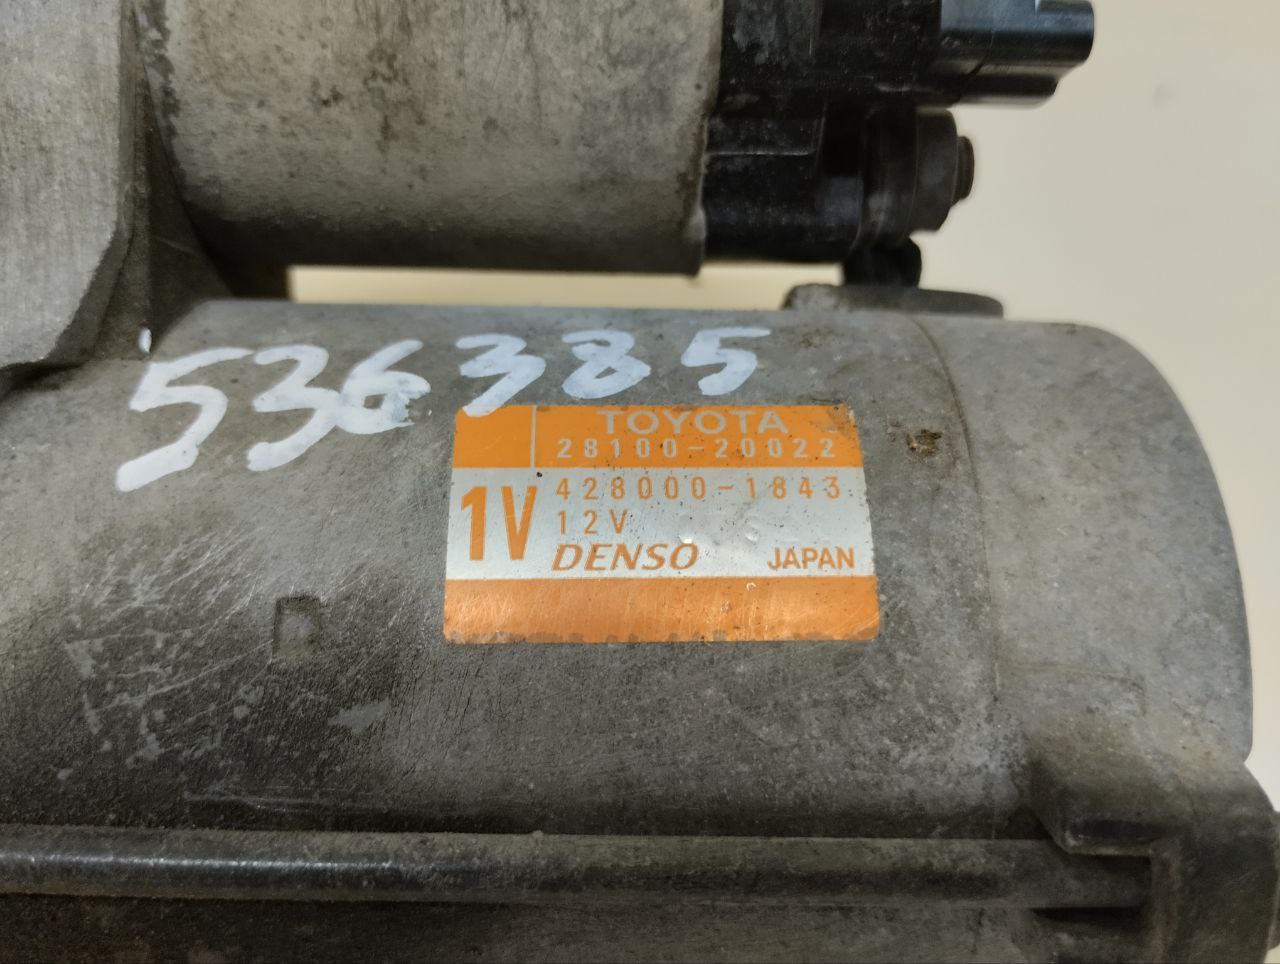 536385
TOYOTA
28100-20022
1V
428000-1843
12V
DENSO JAPAN